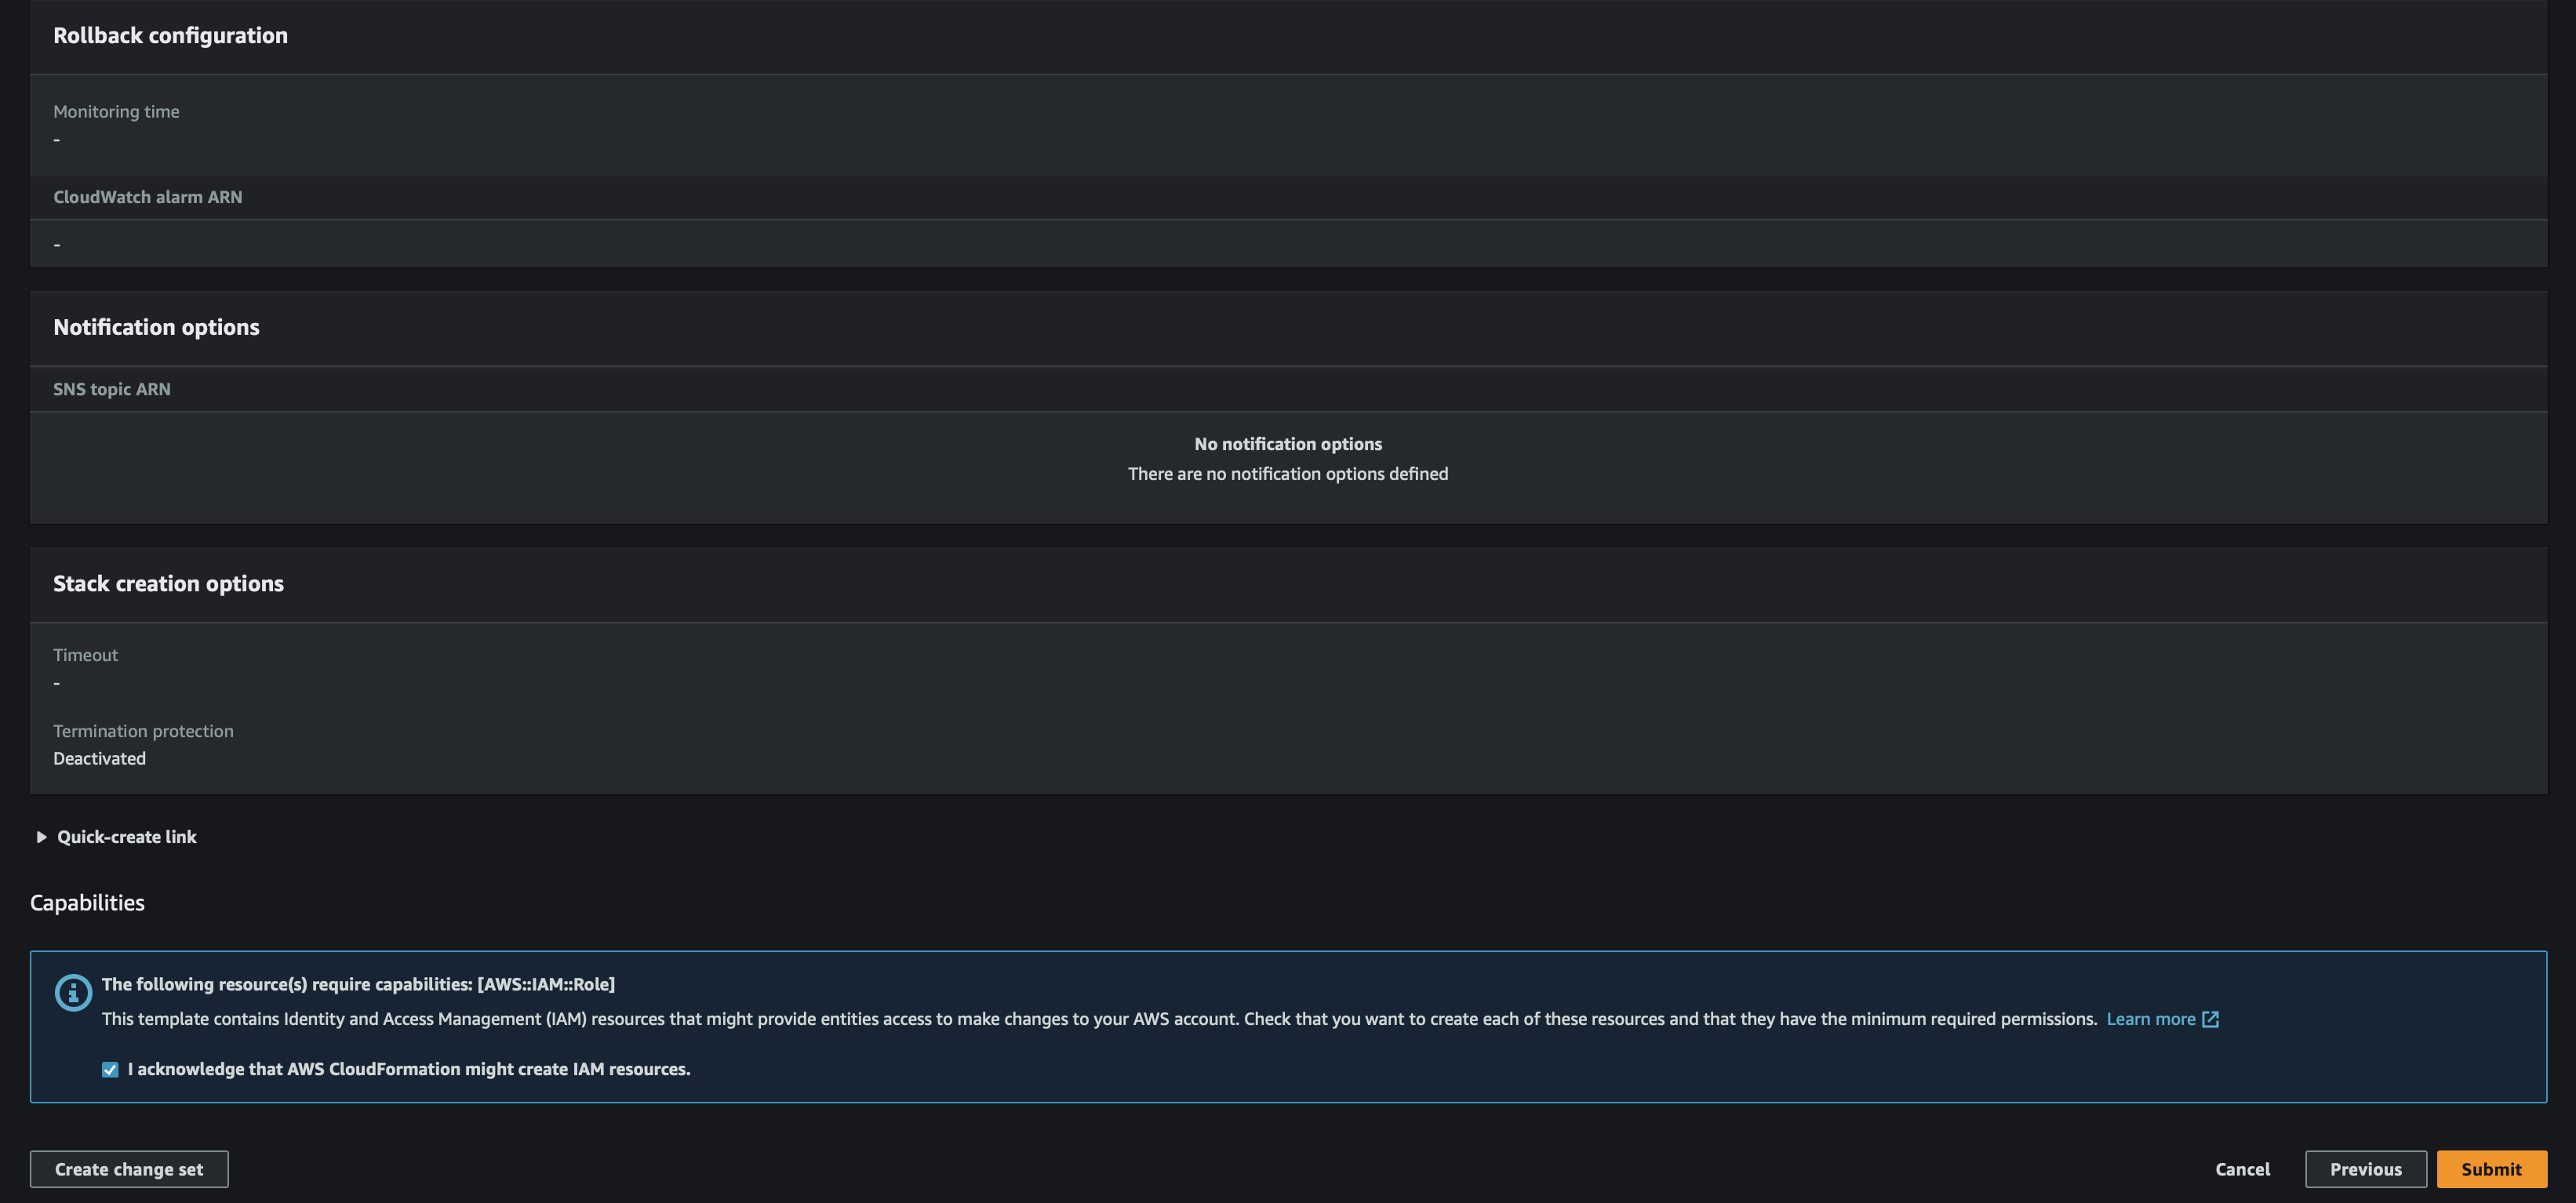 Rollback configuration
Monitoring time
-
CloudWatch alarm ARN
-
Notification options
SNS topic ARN
No notification options
There are no notification options defined
Stack creation options
Timeout
-
Termination protection
Deactivated
Quick-create link
Capabilities
The following resource(s) require capabilities: [AWS::IAM::Role]
This template contains Identity and Access Management (IAM) resources that might provide entities access to make changes to your AWS account. Check that you want to create each of these resources and that they have the minimum required permissions. Learn more
I acknowledge that AWS CloudFormation might create IAM resources.
Create change set Cancel Previous Submit